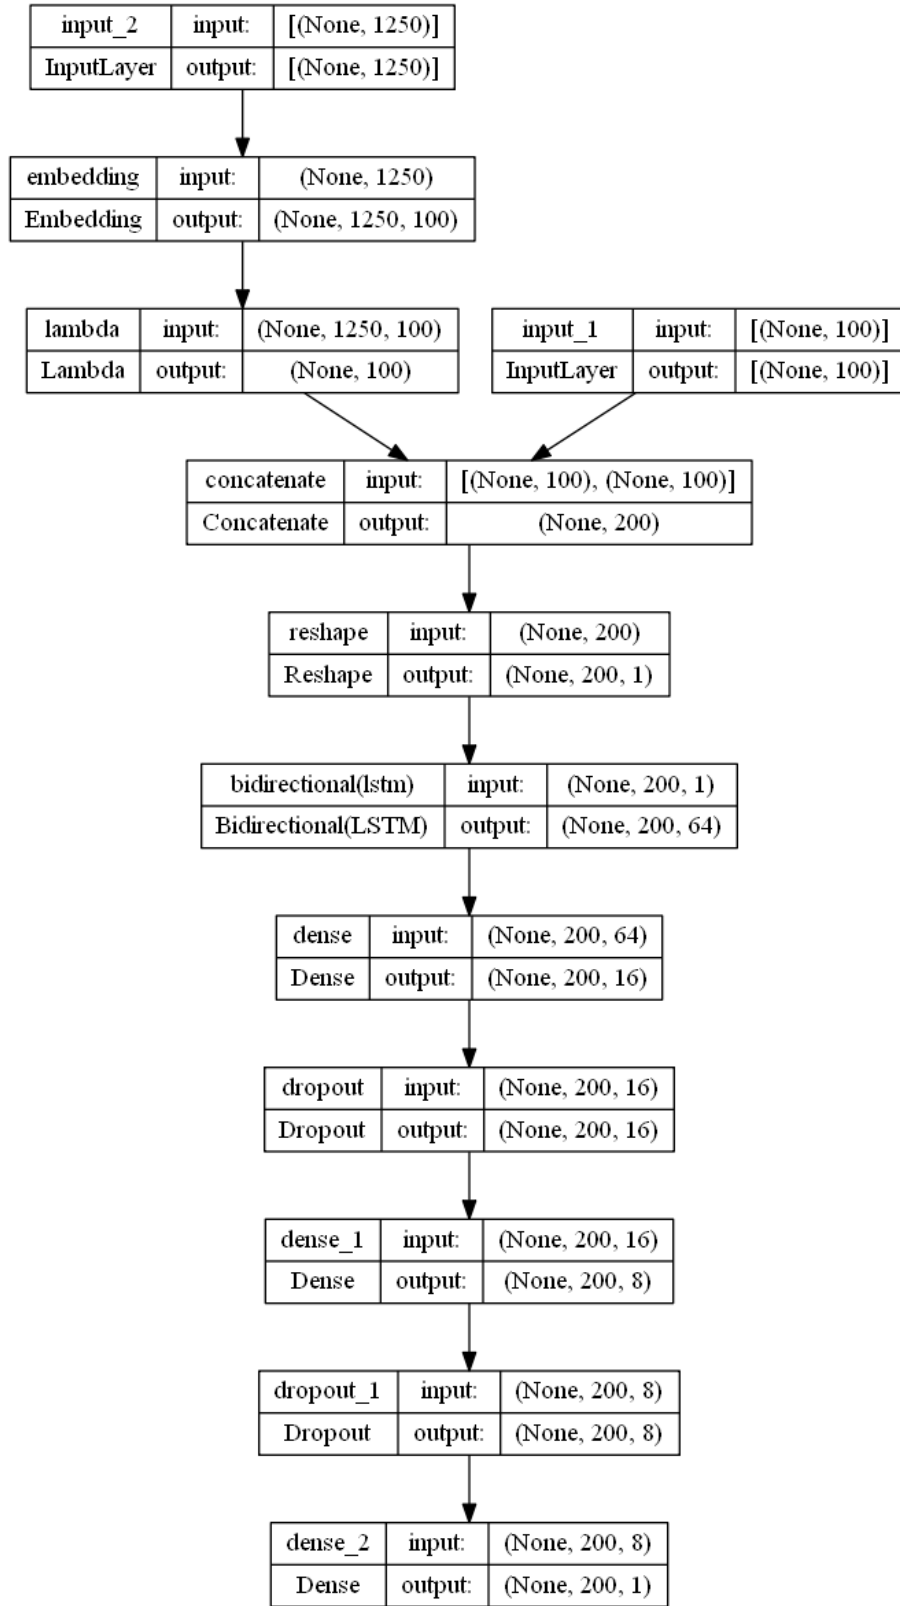 input_2 input: [(None, 1250)]
InputLayer output: [(None, 1250)]
embedding input: (None, 1250)
Embedding output: (None, 1250, 100)
lambda input: (None, 1250, 100)
Lambda output: (None, 100)
input_1 input: [(None, 100)]
InputLayer output: [(None, 100)]
concatenate input: [(None, 100), (None, 100)]
Concatenate output: (None, 200)
reshape input: (None, 200)
Reshape output: (None, 200, 1)
bidirectional(lstm) input: (None, 200, 1)
Bidirectional(LSTM) output: (None, 200, 64)
dense input: (None, 200, 64)
Dense output: (None, 200, 16)
dropout input: (None, 200, 16)
Dropout output: (None, 200, 16)
dense_1 input: (None, 200, 16)
Dense output: (None, 200, 8)
dropout_1 input: (None, 200, 8)
Dropout output: (None, 200, 8)
dense_2 input: (None, 200, 8)
Dense output: (None, 200, 1)